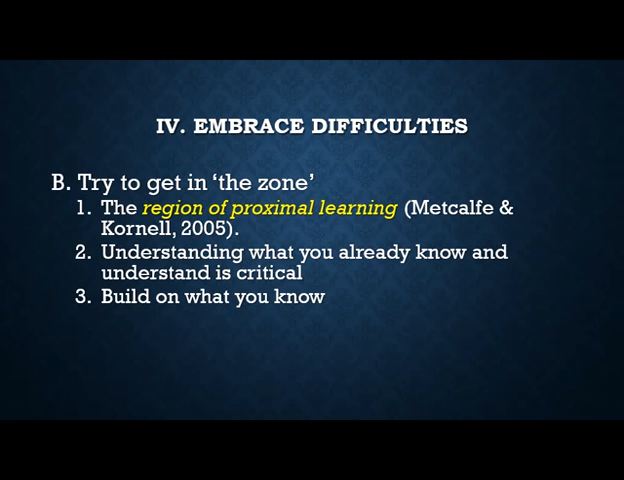 IV. EMBRACE DIFFICULTIES
B. Try to get in ‘the zone’
1. The region of proximal learning (Metcalfe &
Kornell, 2005).
2. Understanding what you already know and
understand is critical
3. Build on what you know